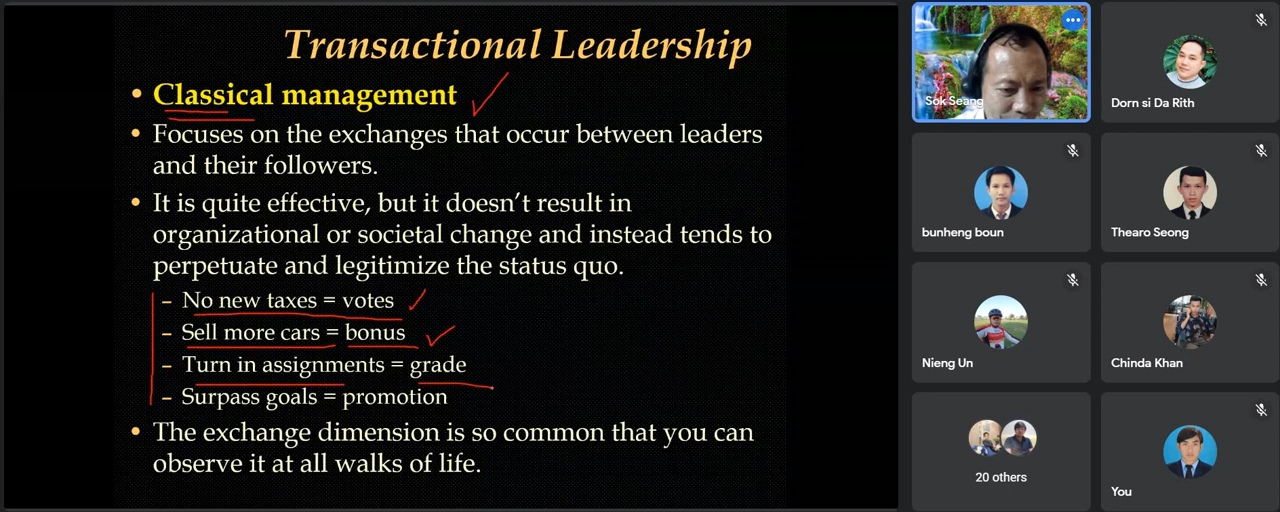 Transactional Leadership
• Classical management
• Focuses on the exchanges that occur between leaders
and their followers.
• It is quite effective, but it doesn’t result in
organizational or societal change and instead tends to
perpetuate and legitimize the status quo.
– No new taxes = votes
– Sell more cars = bonus
– Turn in assignments = grade
– Surpass goals = promotion
• The exchange dimension is so common that you can
observe it at all walks of life.
Sok Seang
Dorn si Da Rith
bunheng boun
Thearo Seong
Nieng Un
Chinda Khan
20 others
You